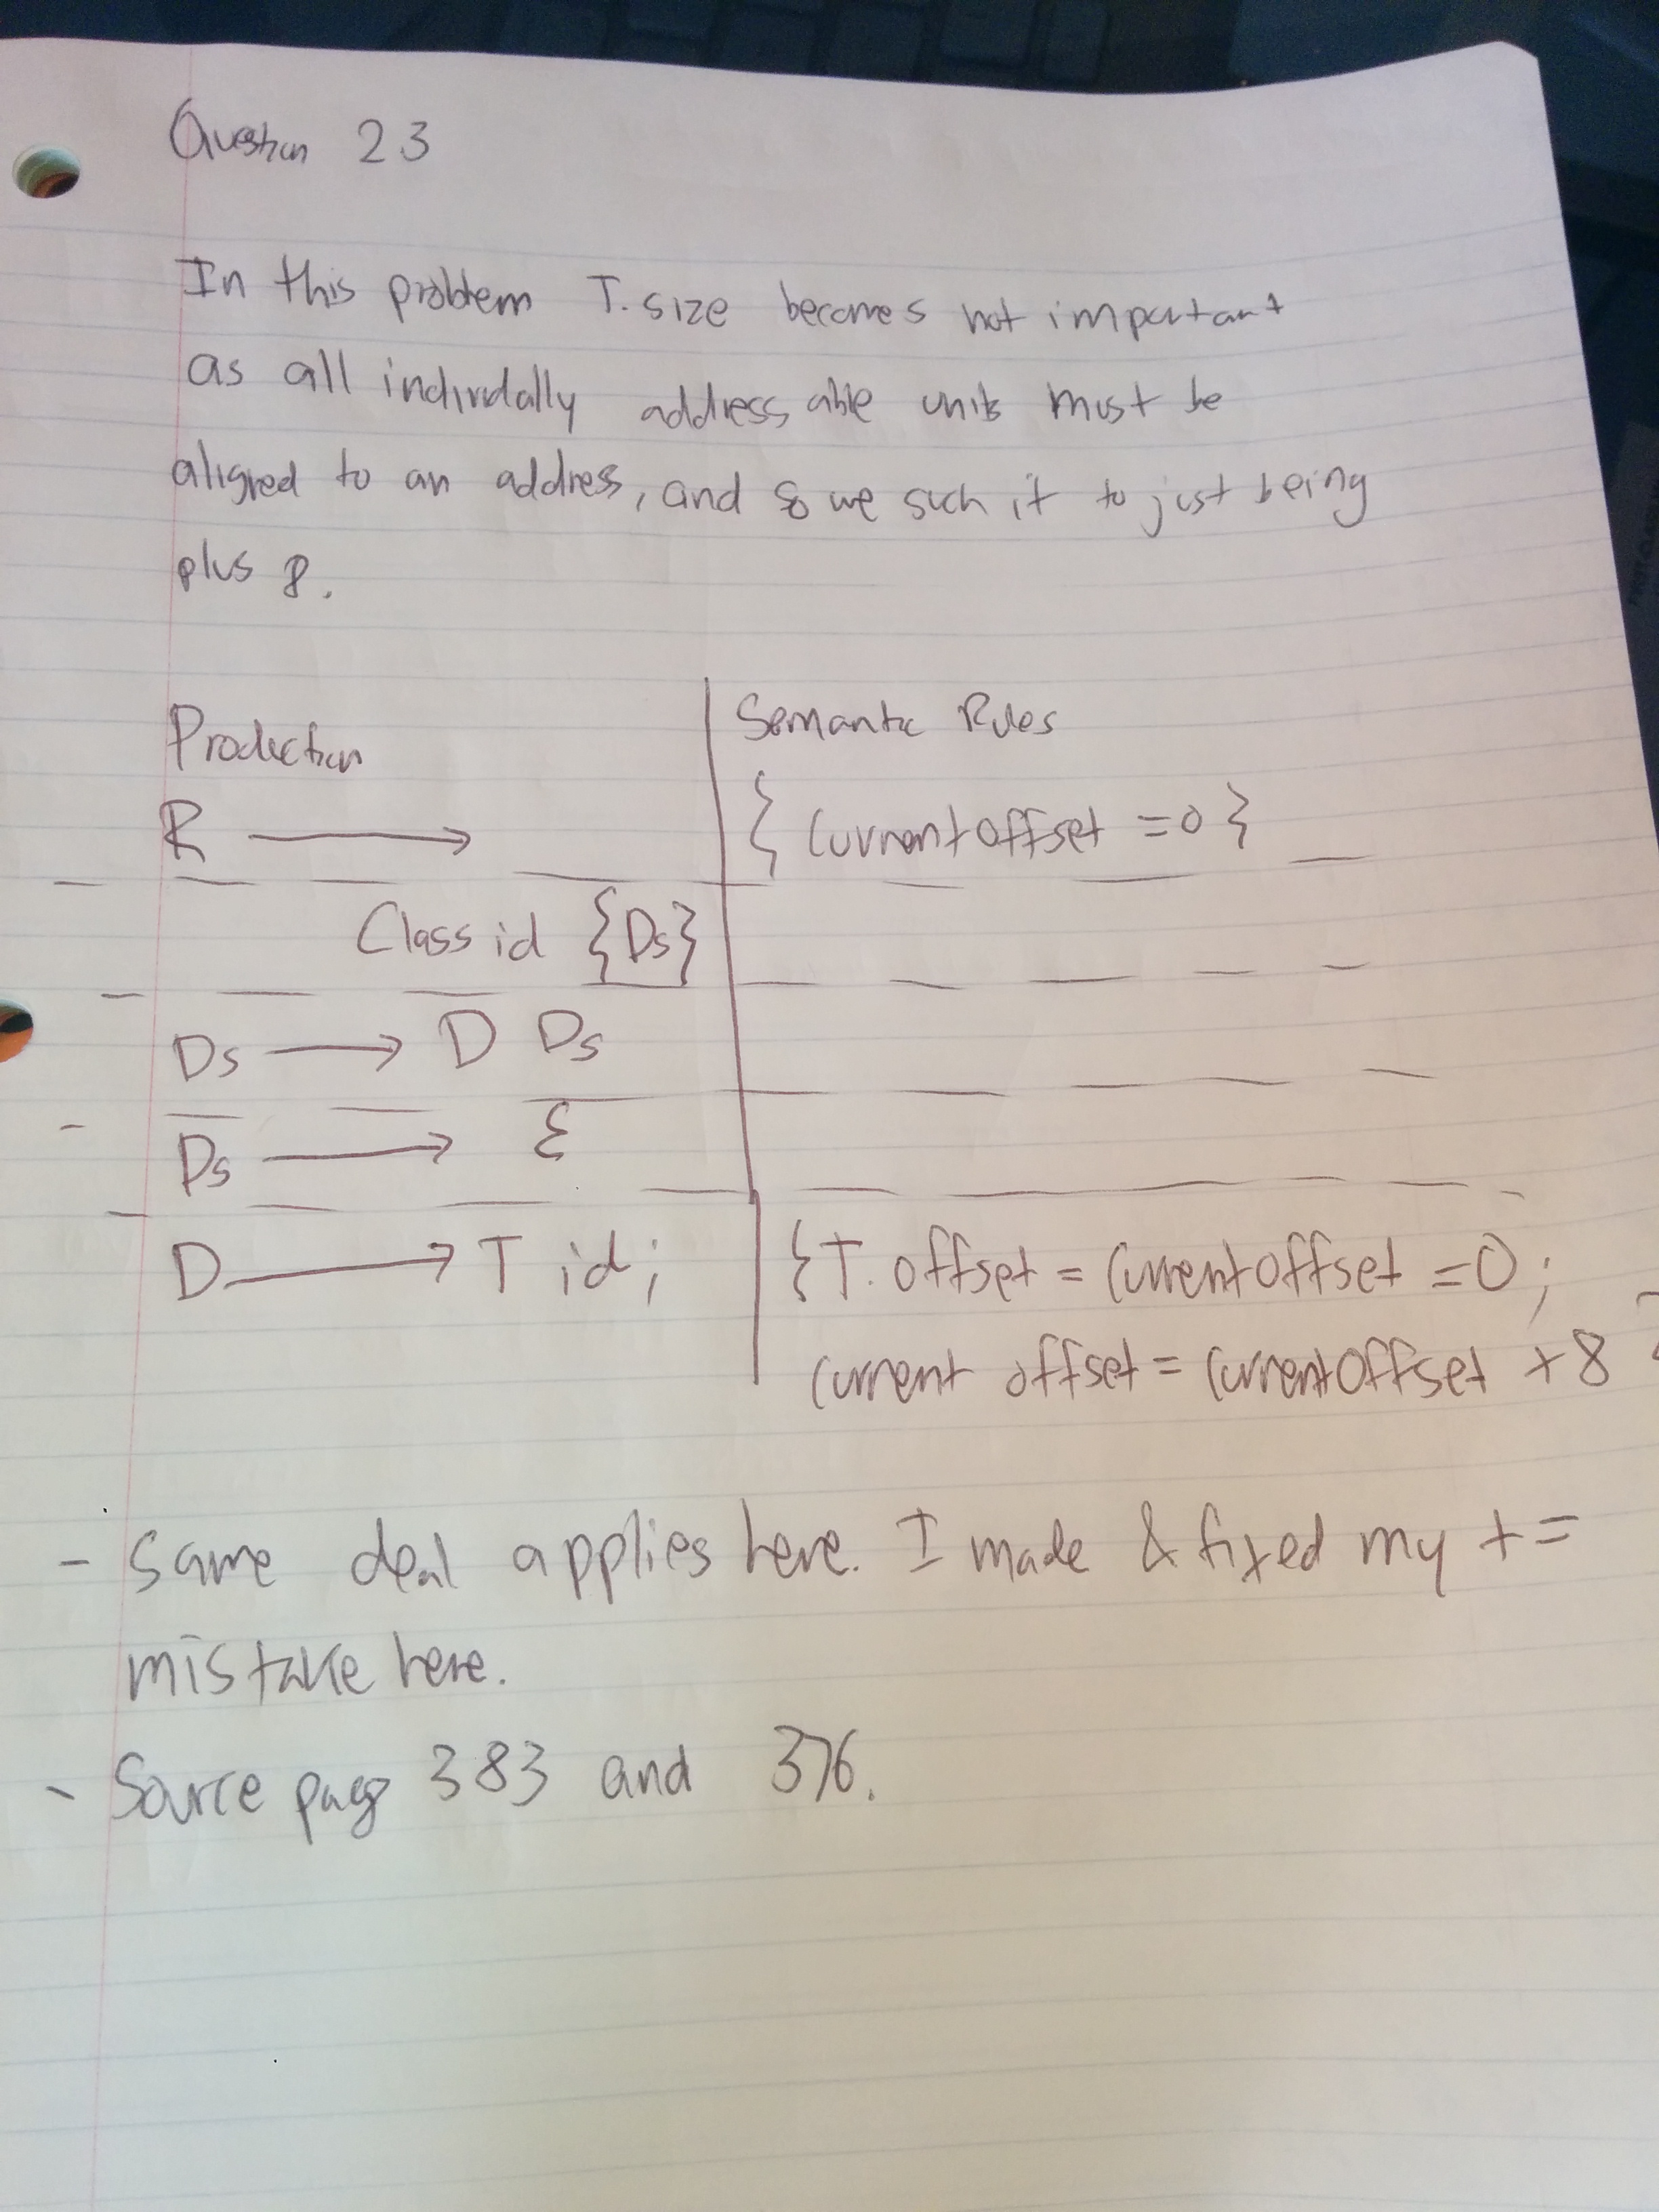 Question 23
In this problem T. size becomes not important
as all indivdally addressable units must be
aligned to an address, and so we such it to just being
plus 8.
Production Semantic Rules
R → { Currentoffset = 0 }
Class id {Ds}
Ds → D Ds
Ds → ε
D → T id; {T. offset = CurrentOffset = 0;
Current offset = CurrentOffset + 8 }
- Same deal applies here. I made & fixed my +=
mistake here.
- Source page 383 and 376.